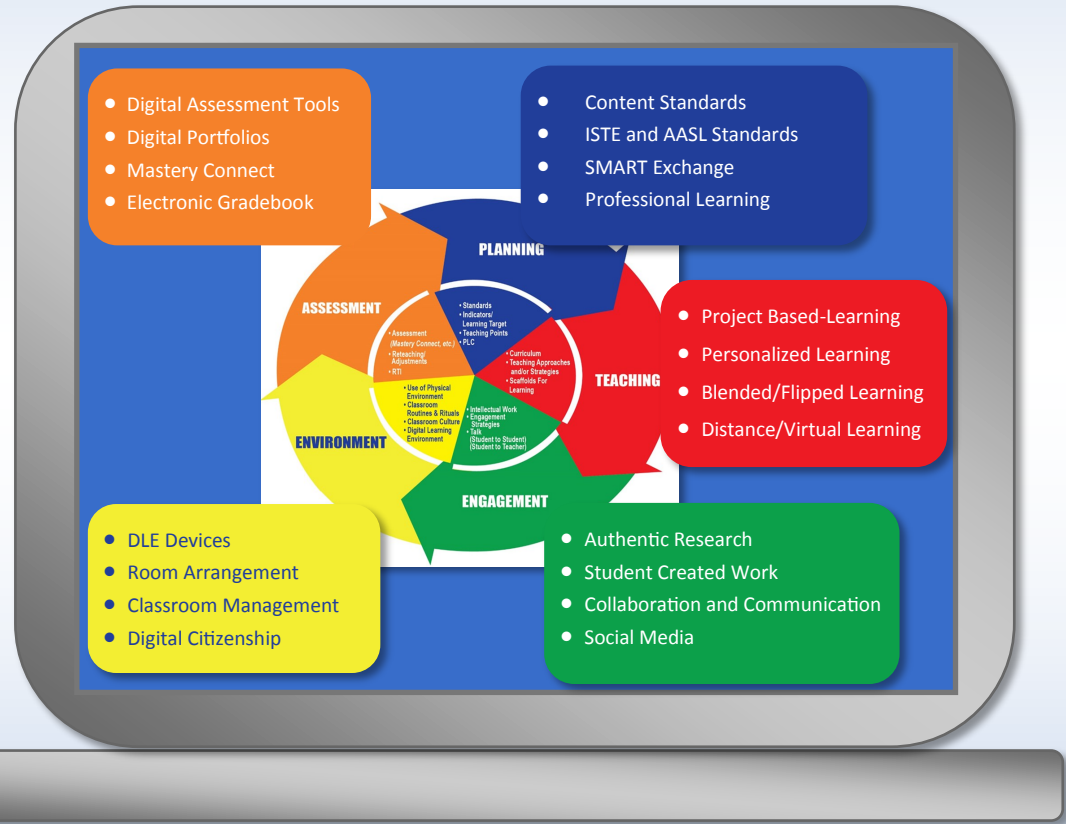 • Digital Assessment Tools
• Digital Portfolios
• Mastery Connect
• Electronic Gradebook
• Content Standards
• ISTE and AASL Standards
• SMART Exchange
• Professional Learning
PLANNING
• Standards
• Indicators/
Learning Target
• Teaching Points
• PLC
ASSESSMENT
• Assessment
(Mastery Connect, etc.)
• Reteaching/
Adjustments
• RTI
• Curriculum
• Teaching Approaches
and/or Strategies
• Scaffolds For
Learning
TEACHING
• Project Based-Learning
• Personalized Learning
• Blended/Flipped Learning
• Distance/Virtual Learning
ENVIRONMENT
• Use of Physical
Environment
• Classroom
Routines & Rituals
• Classroom Culture
• Digital Learning
Environment
• Intellectual Work
• Engagement
Strategies
• Talk
(Student to Student)
(Student to Teacher)
ENGAGEMENT
• DLE Devices
• Room Arrangement
• Classroom Management
• Digital Citizenship
• Authentic Research
• Student Created Work
• Collaboration and Communication
• Social Media